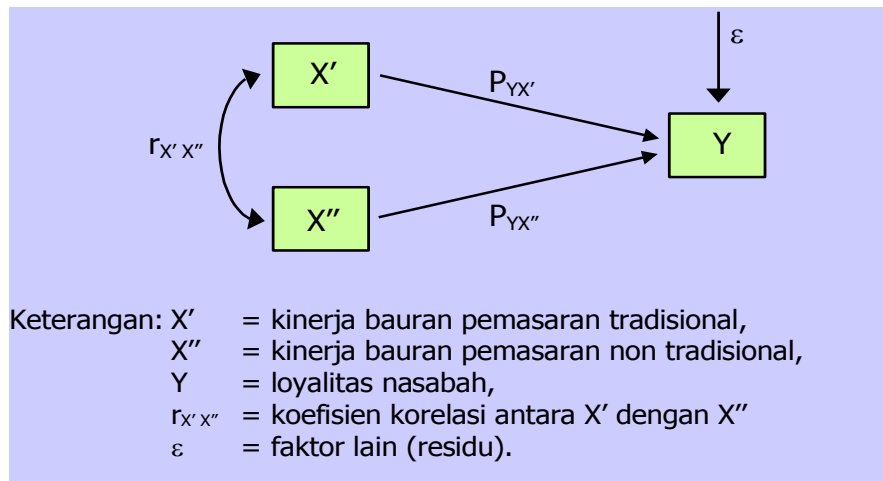 ε
X′
P_YX′
Y
r_X′ X″
X″
P_YX″
Keterangan: X′ = kinerja bauran pemasaran tradisional,
X″ = kinerja bauran pemasaran non tradisional,
Y = loyalitas nasabah,
r_X′ X″ = koefisien korelasi antara X′ dengan X″
ε = faktor lain (residu).